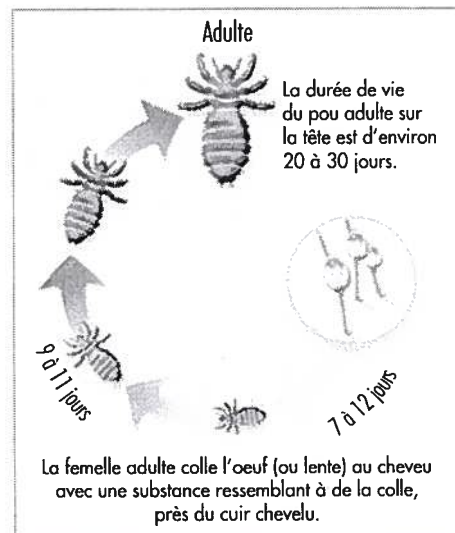 Adulte
La durée de vie
du pou adulte sur
la tête est d'environ
20 à 30 jours.
7 à 12 jours
9 à 11 jours
La femelle adulte colle l'oeuf (ou lente) au cheveu
avec une substance ressemblant à de la colle,
près du cuir chevelu.